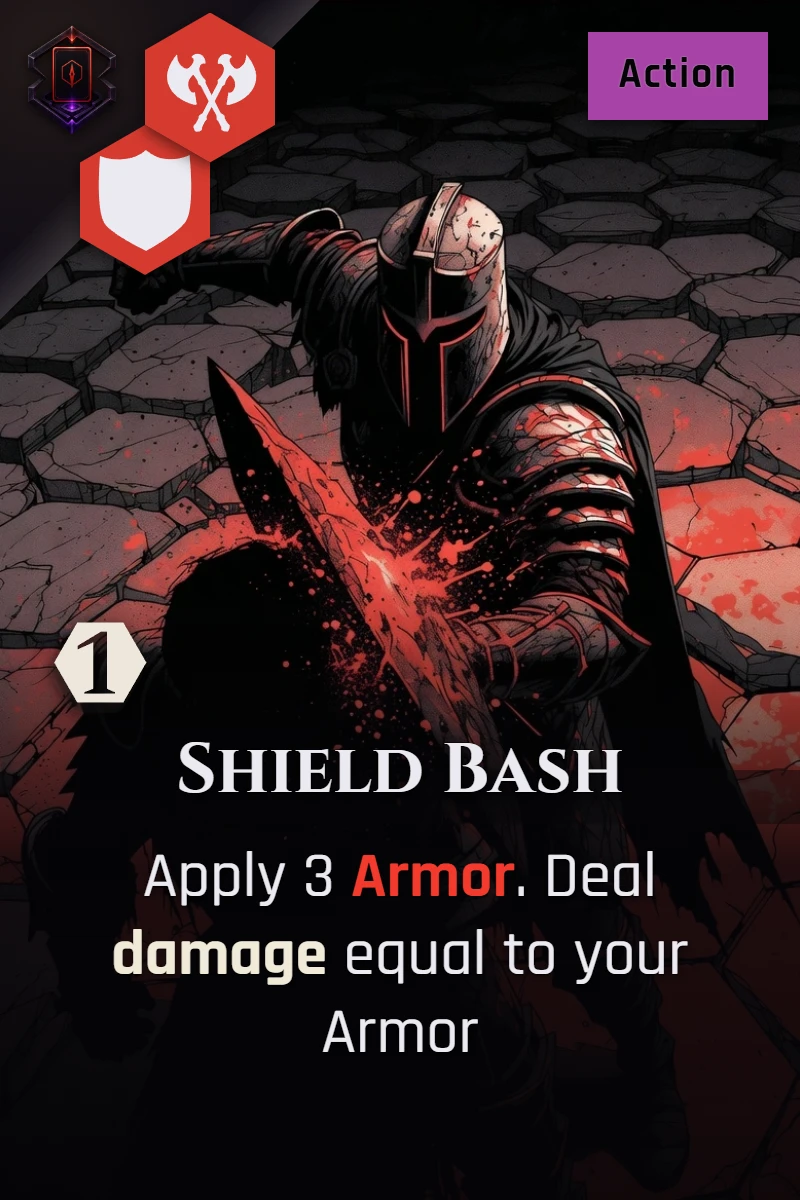 Action
1
Shield Bash
Apply 3 Armor. Deal
damage equal to your
Armor